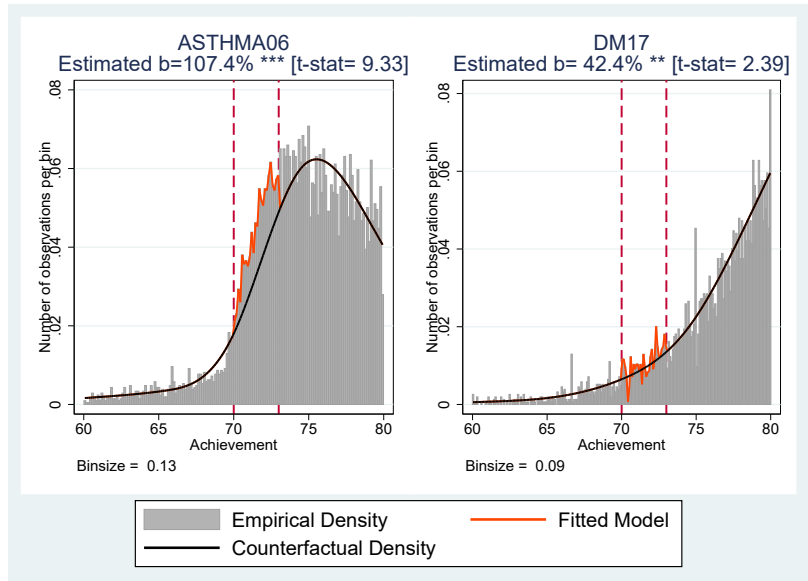 ASTHMA06
Estimated b=107.4% *** [t-stat= 9.33]
Number of observations per bin
0 .02 .04 .06 .08
60 65 70 75 80
Achievement
Binsize = 0.13
DM17
Estimated b= 42.4% ** [t-stat= 2.39]
Number of observations per bin
0 .02 .04 .06 .08
60 65 70 75 80
Achievement
Binsize = 0.09
Empirical Density
Fitted Model
Counterfactual Density